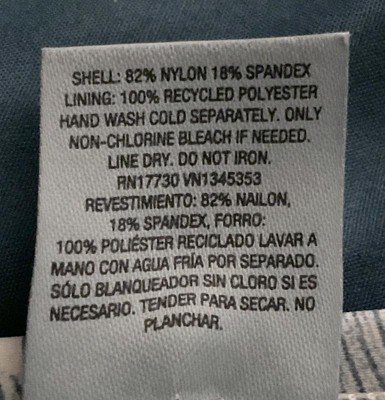 SHELL: 82% NYLON 18% SPANDEX
LINING: 100% RECYCLED POLYESTER
HAND WASH COLD SEPARATELY. ONLY
NON-CHLORINE BLEACH IF NEEDED.
LINE DRY. DO NOT IRON.
RN17730 VN1345353
REVESTIMIENTO: 82% NAILON,
18% SPANDEX, FORRO:
100% POLIÉSTER RECICLADO LAVAR A
MANO CON AGUA FRÍA POR SEPARADO.
SÓLO BLANQUEADOR SIN CLORO SI ES
NECESARIO. TENDER PARA SECAR. NO
PLANCHAR.